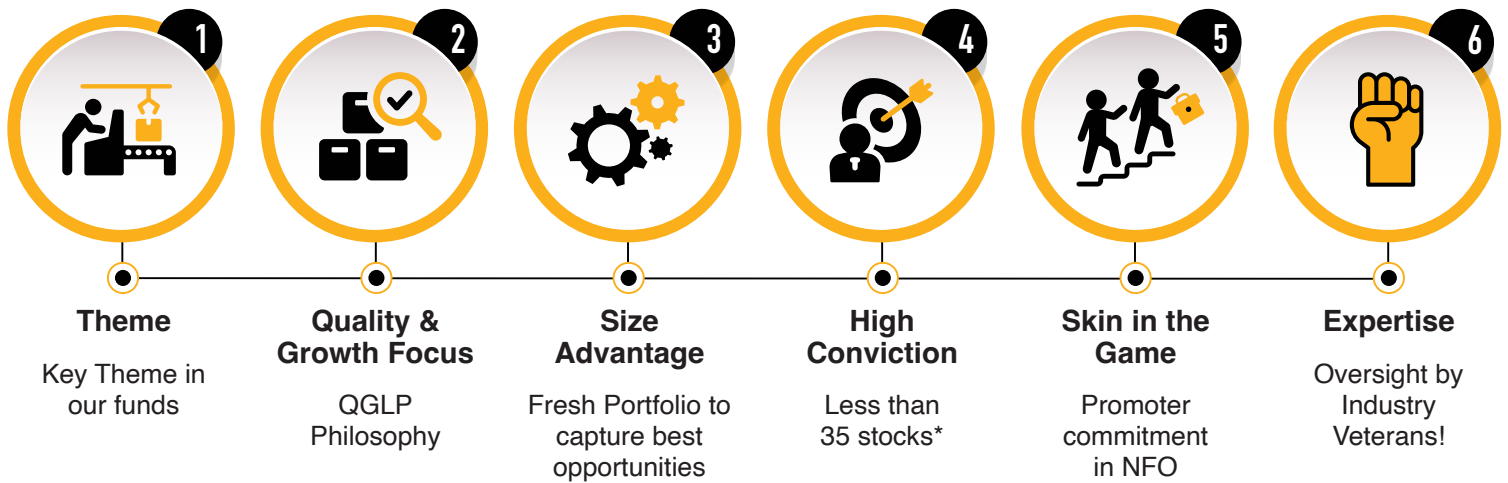 1
2
3
4
5
6
Theme
Key Theme in
our funds
Quality &
Growth Focus
QGLP
Philosophy
Size
Advantage
Fresh Portfolio to
capture best
opportunities
High
Conviction
Less than
35 stocks*
Skin in the
Game
Promoter
commitment
in NFO
Expertise
Oversight by
Industry
Veterans!